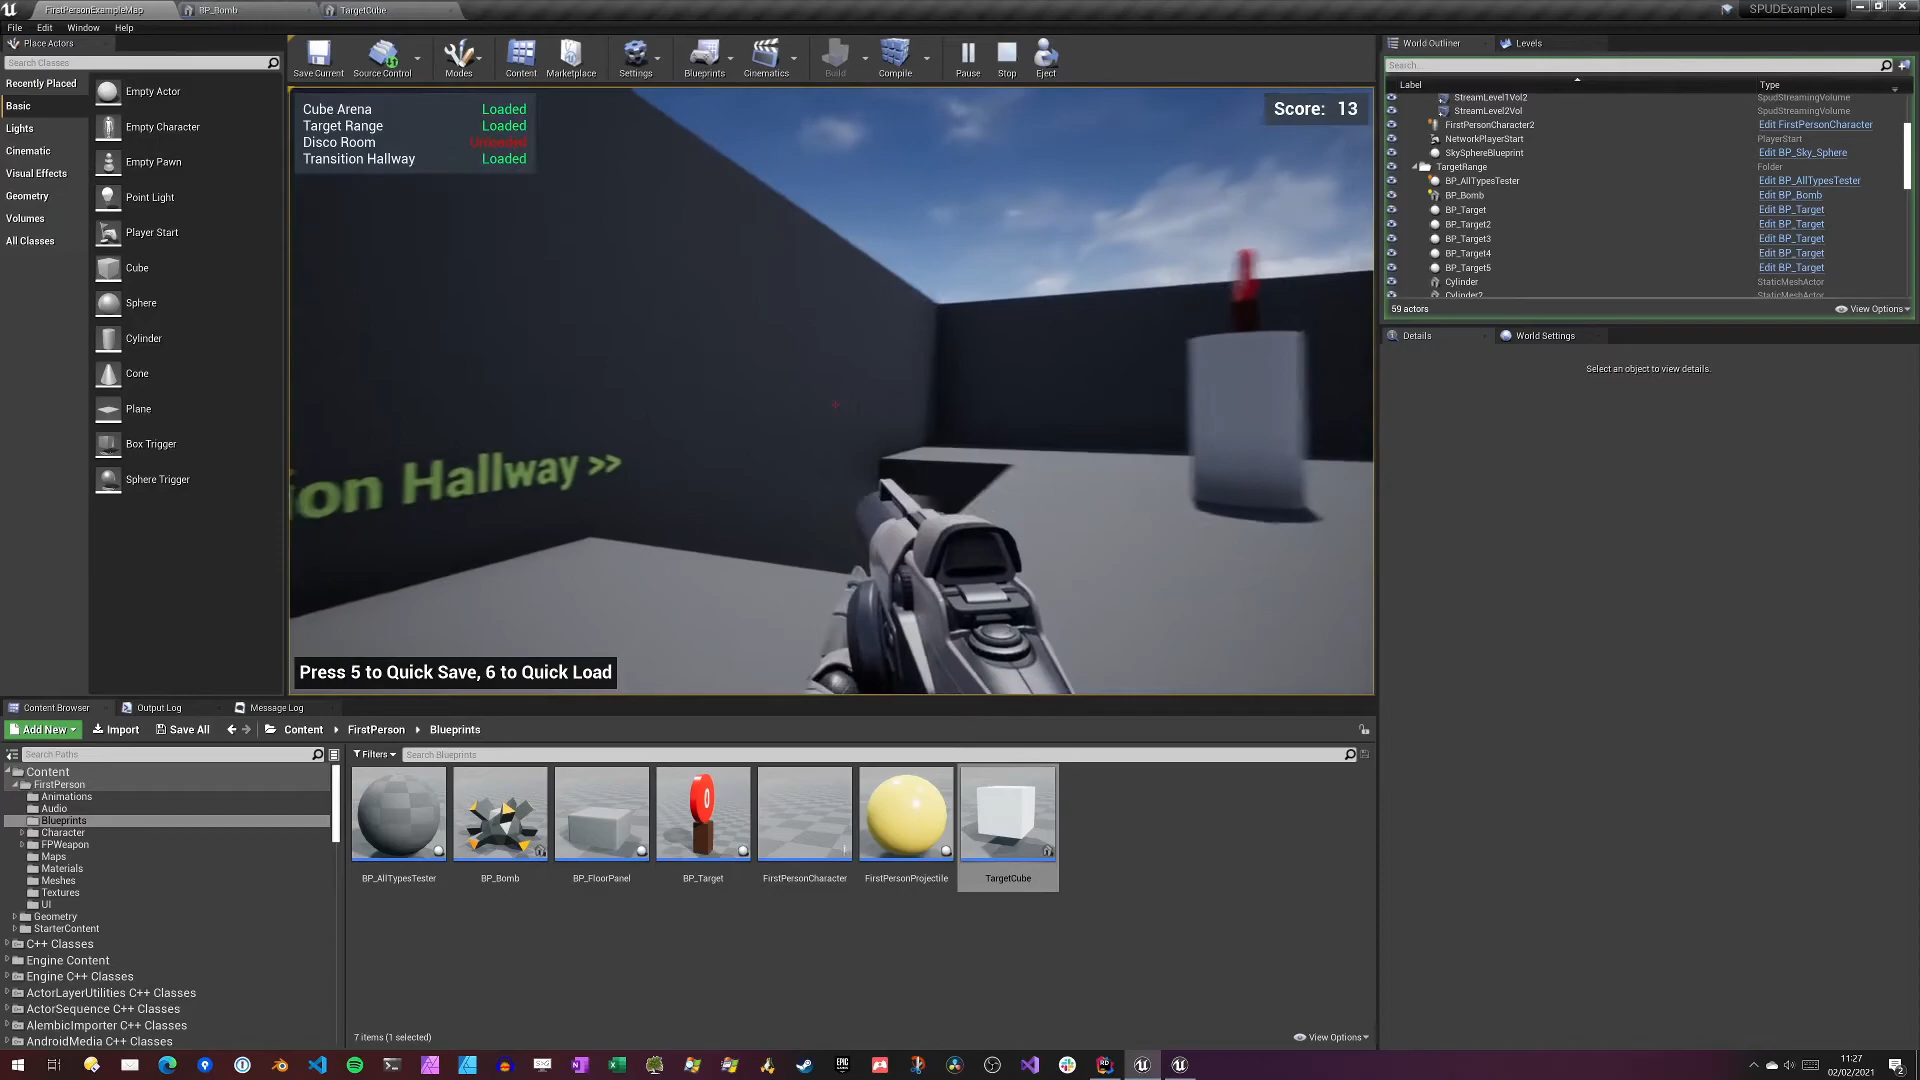 FirstPersonExampleMap
BP_Bomb
TargetCube
SPUDExamples
File
Edit
Window
Help
Place Actors
Search Classes
Recently Placed
Basic
Lights
Cinematic
Visual Effects
Geometry
Volumes
All Classes
Empty Actor
Empty Character
Empty Pawn
Point Light
Player Start
Cube
Sphere
Cylinder
Cone
Plane
Box Trigger
Sphere Trigger
Save Current
Source Control
Modes
Content
Marketplace
Settings
Blueprints
Cinematics
Build
Compile
Pause
Stop
Eject
Cube Arena Loaded
Target Range Loaded
Disco Room Unloaded
Transition Hallway Loaded
Score: 13
ion Hallway >>
Press 5 to Quick Save, 6 to Quick Load
World Outliner
Levels
Search...
Label Type
StreamLevel1Vol2 SpudStreamingVolume
StreamLevel2Vol SpudStreamingVolume
FirstPersonCharacter2 Edit FirstPersonCharacter
NetworkPlayerStart PlayerStart
SkySphereBlueprint Edit BP_Sky_Sphere
TargetRange Folder
BP_AllTypesTester Edit BP_AllTypesTester
BP_Bomb Edit BP_Bomb
BP_Target Edit BP_Target
BP_Target2 Edit BP_Target
BP_Target3 Edit BP_Target
BP_Target4 Edit BP_Target
BP_Target5 Edit BP_Target
Cylinder StaticMeshActor
Cylinder2 StaticMeshActor
59 actors
View Options
Details
World Settings
Select an object to view details.
Content Browser
Output Log
Message Log
Add New
Import
Save All
Content
FirstPerson
Blueprints
Search Paths
Filters
Search Blueprints
Content
FirstPerson
Animations
Audio
Blueprints
Character
FPWeapon
Maps
Materials
Meshes
Textures
UI
Geometry
StarterContent
C++ Classes
Engine Content
Engine C++ Classes
ActorLayerUtilities C++ Classes
ActorSequence C++ Classes
AlembicImporter C++ Classes
AndroidMedia C++ Classes
BP_AllTypesTester
BP_Bomb
BP_FloorPanel
BP_Target
FirstPersonCharacter
FirstPersonProjectile
TargetCube
7 items (1 selected)
View Options
11:27
02/02/2021